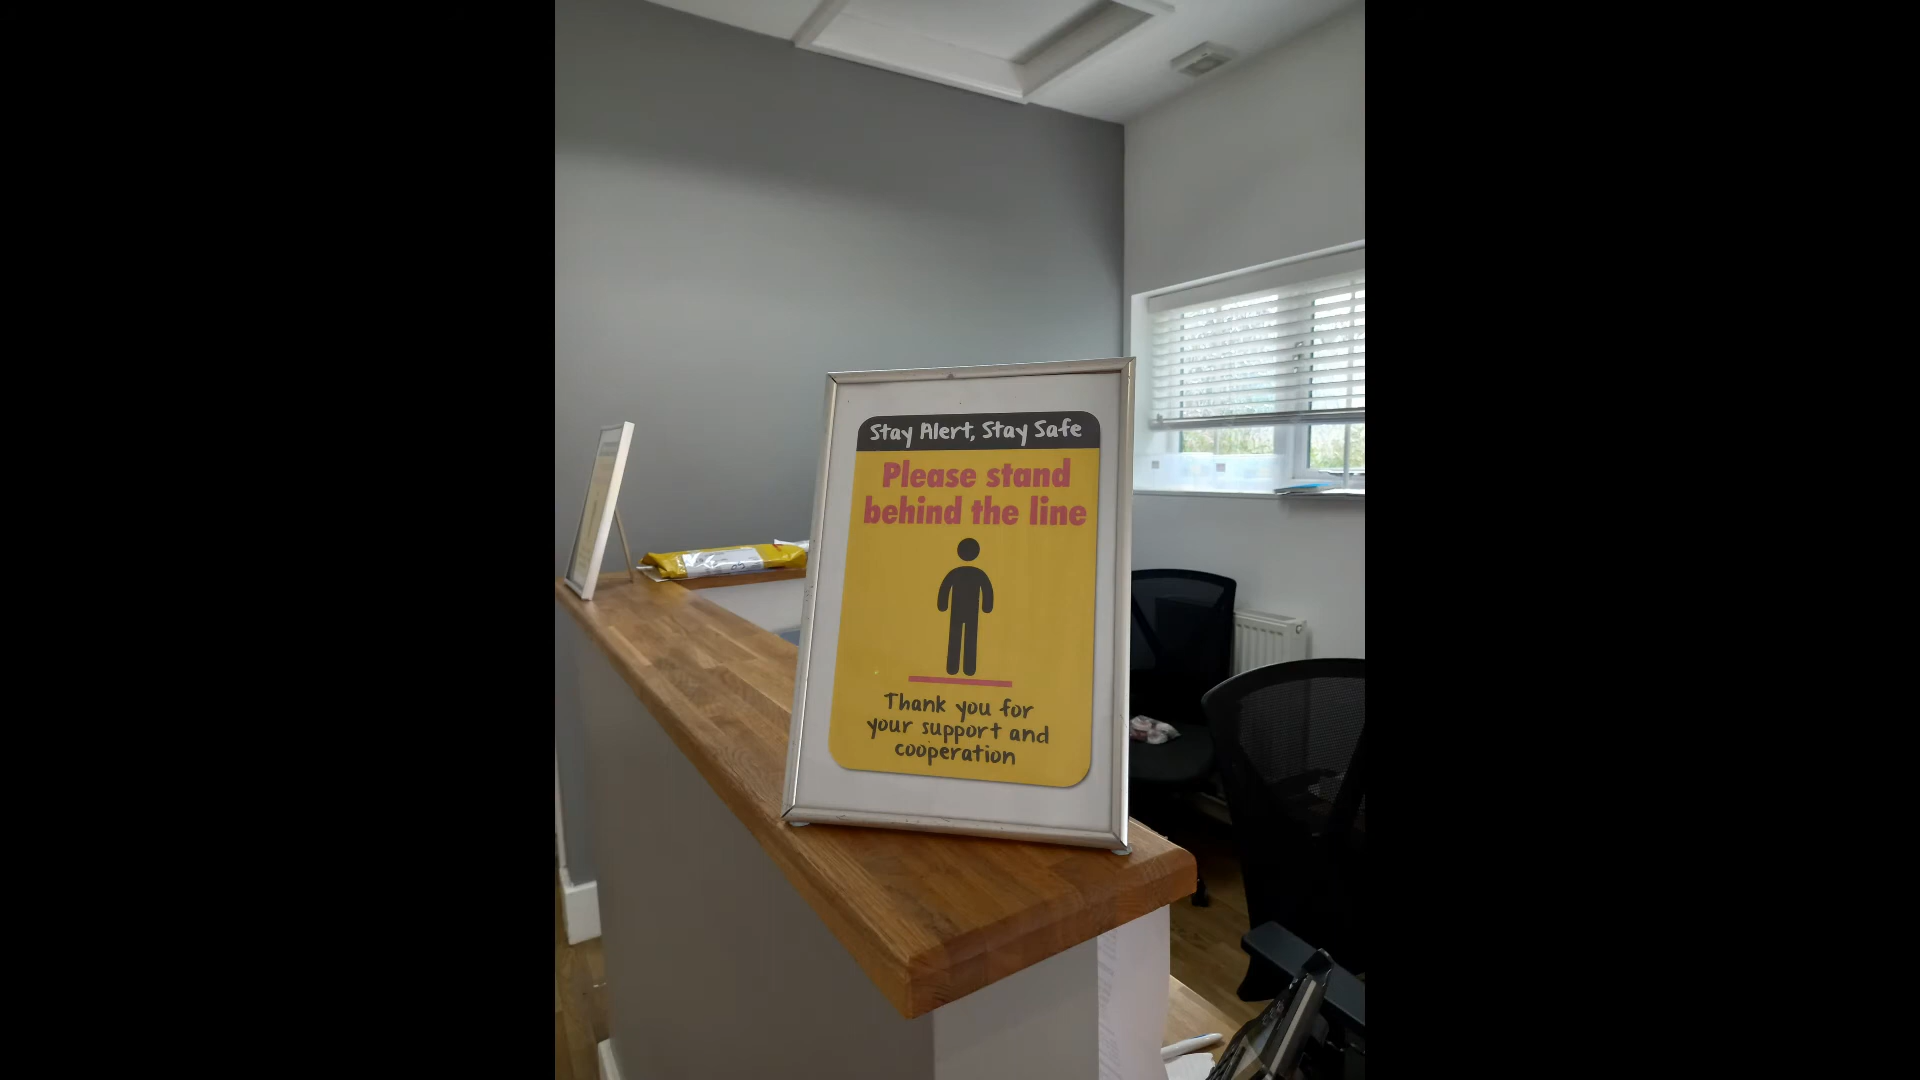 Stay Alert, Stay Safe
Please stand
behind the line
Thank you for
your support and
cooperation